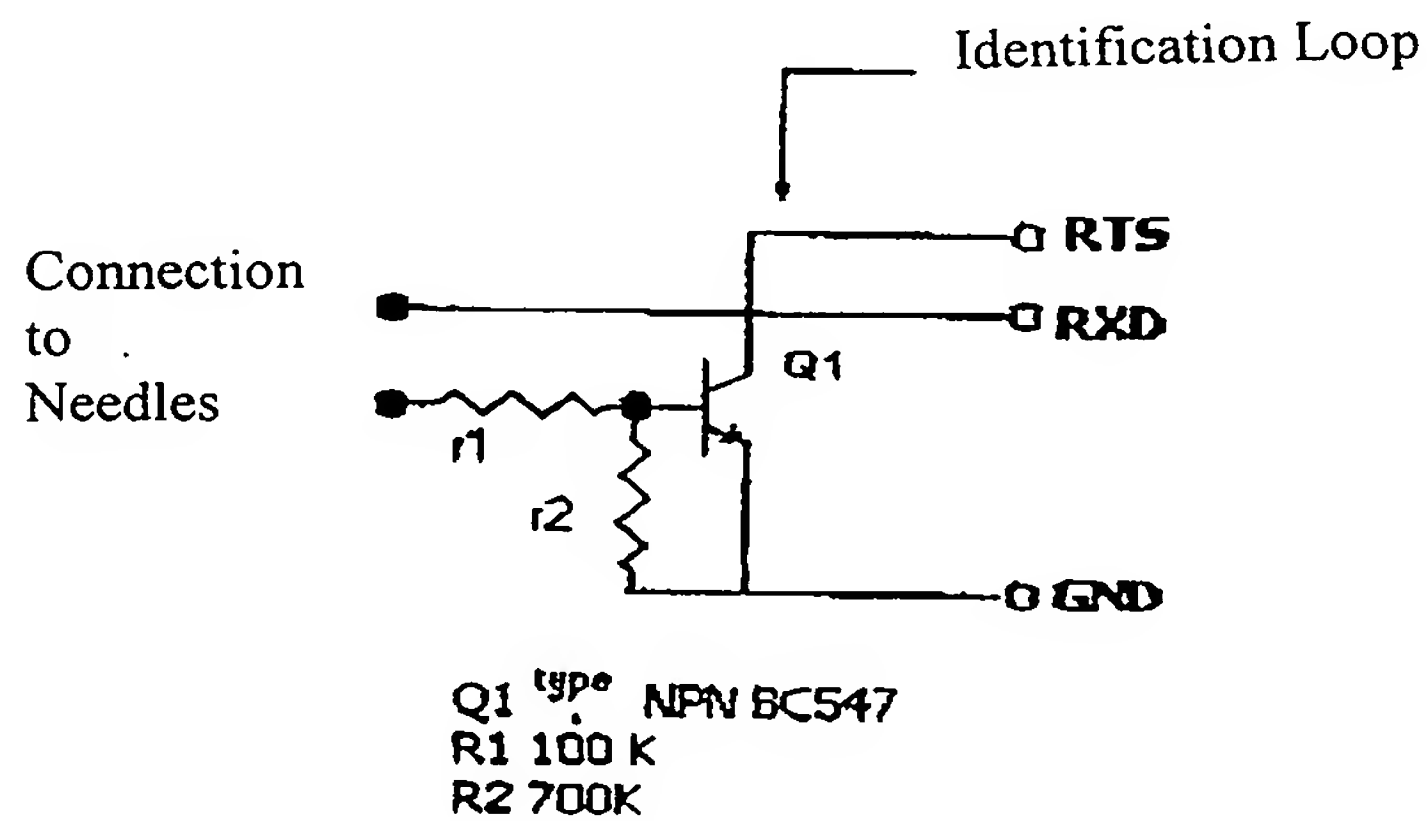 Identification Loop
RTS
Connection
to
Needles
RXD
Q1
r1
r2
GND
Q1 type NPN BC547
R1 100 K
R2 700K